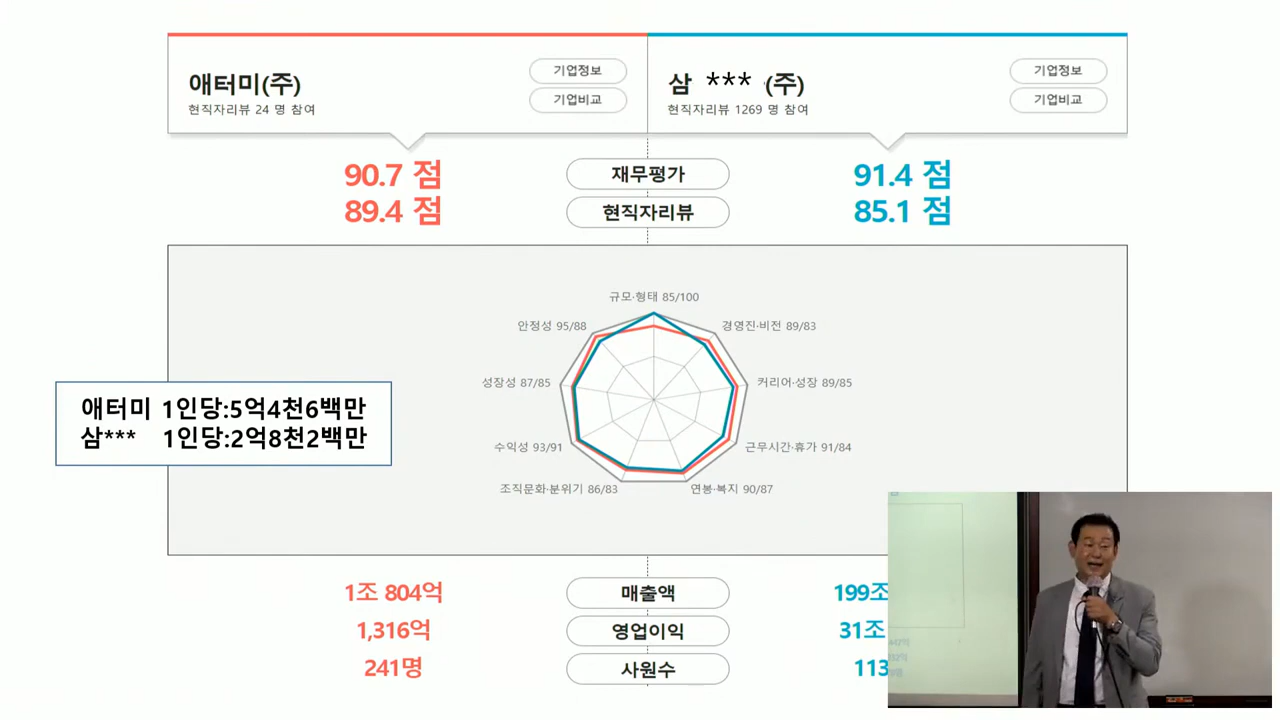 애터미(주)
현직자리뷰 24 명 참여
기업정보
기업비교
삼 *** (주)
현직자리뷰 1269 명 참여
기업정보
기업비교
90.7 점 재무평가 91.4 점
89.4 점 현직자리뷰 85.1 점
규모·형태 85/100
안정성 95/88 경영진·비전 89/83
성장성 87/85 커리어·성장 89/85
애터미 1인당:5억4천6백만
삼*** 1인당:2억8천2백만
수익성 93/91 근무시간·휴가 91/84
조직문화·분위기 86/83 연봉·복지 90/87
1조 804억 매출액 199조
1,316억 영업이익 31조
241명 사원수 113